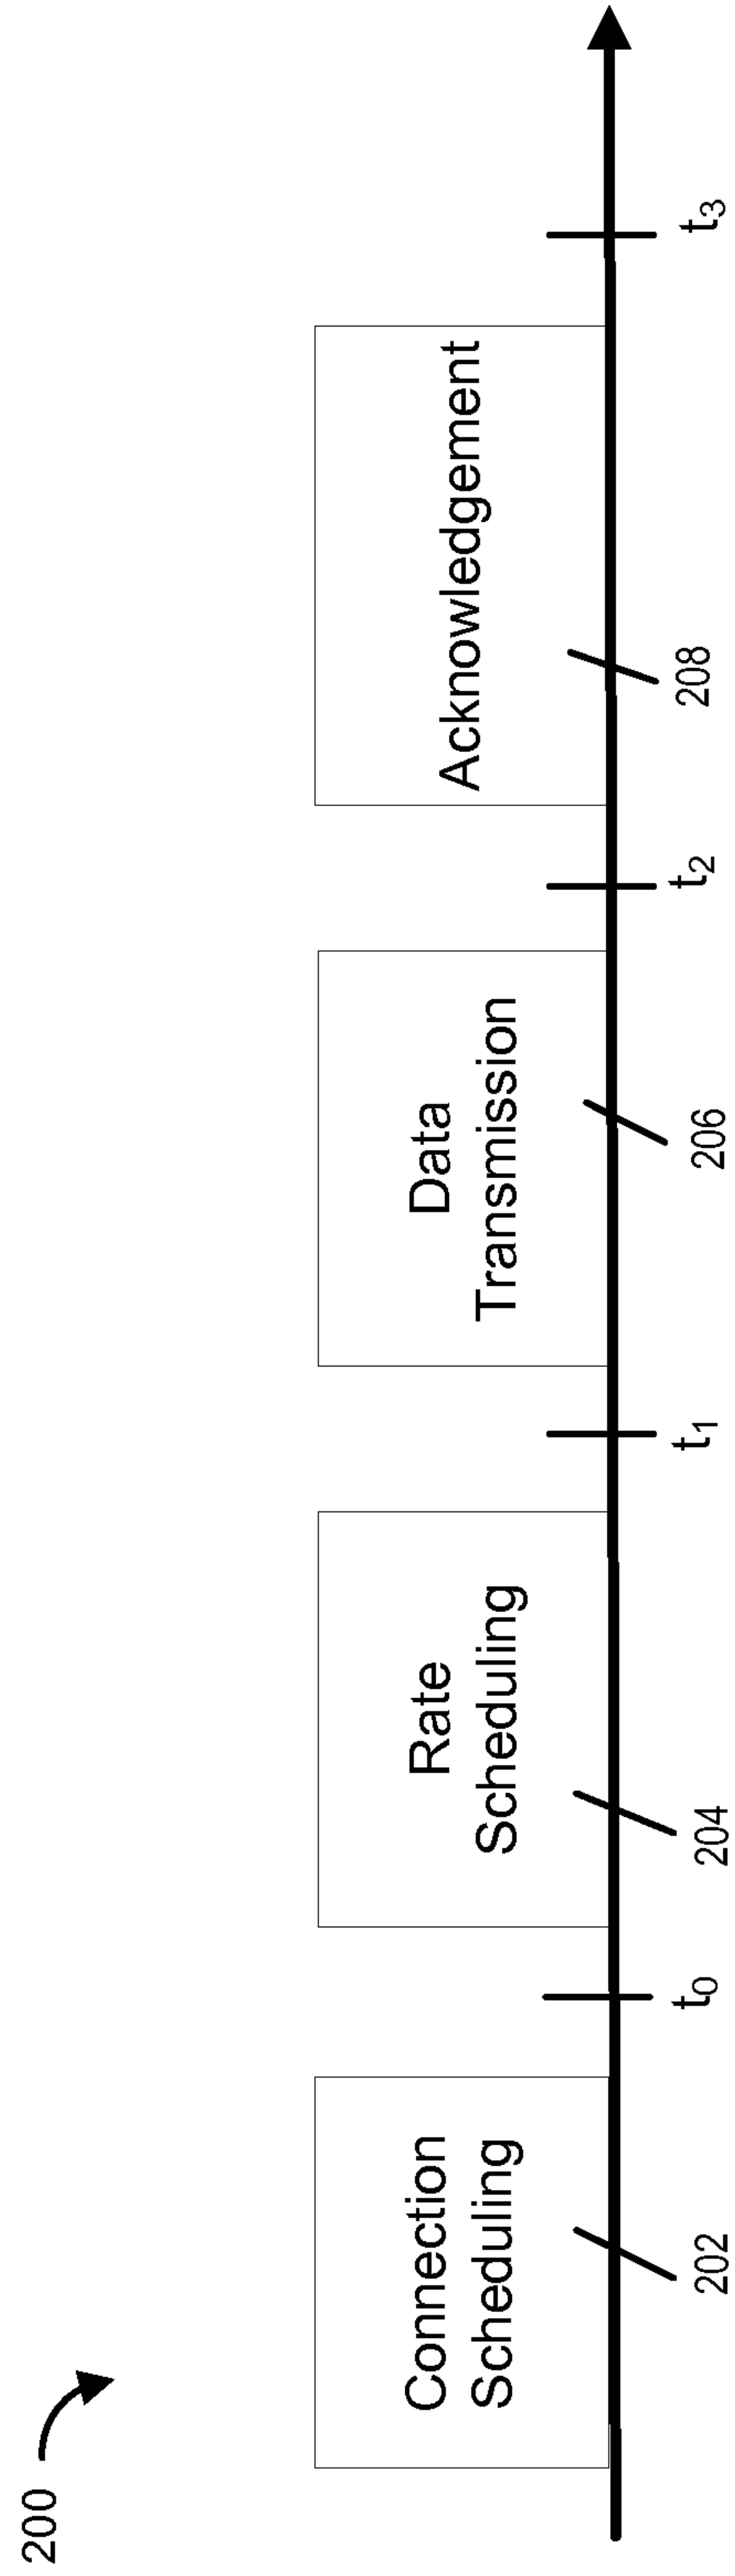 200
Connection
Scheduling
Rate
Scheduling
Data
Transmission
Acknowledgement
202
t0
204
t1
206
t2
208
t3